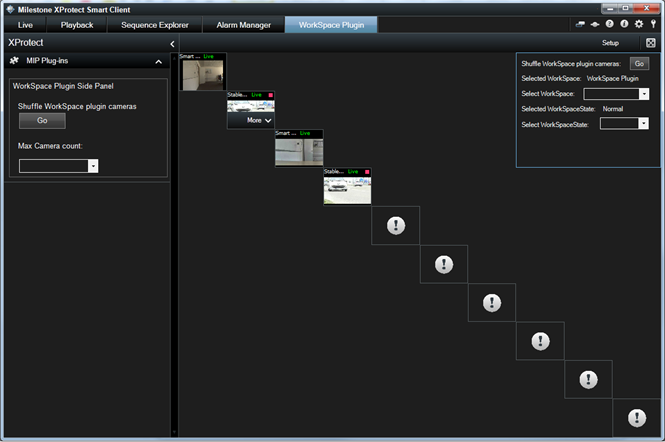 Milestone XProtect Smart Client
Live Playback Sequence Explorer Alarm Manager WorkSpace Plugin
XProtect
Setup
MIP Plug-ins
WorkSpace Plugin Side Panel
Shuffle WorkSpace plugin cameras
Go
Max Camera count:
Smart ... Live
Stable... Live
More
Smart ... Live
Stable... Live
Shuffle WorkSpace plugin cameras: Go
Selected WorkSpace: WorkSpace Plugin
Select WorkSpace:
Selected WorkSpaceState: Normal
Select WorkSpaceState: